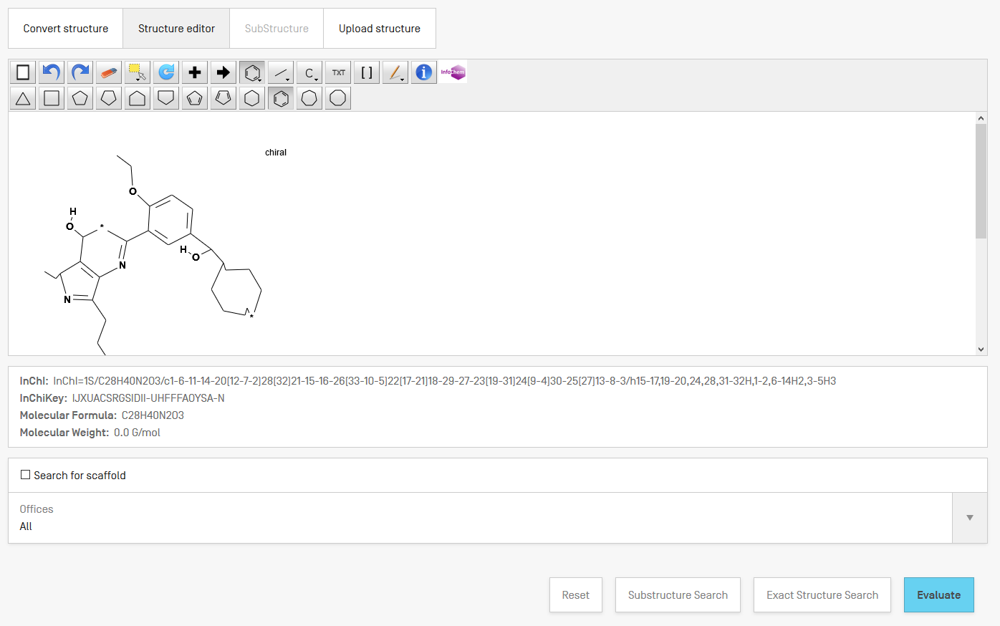 Convert structure
Structure editor
SubStructure
Upload structure
C
TXT
[ ]
i
InfoChem
chiral
O
H
O
*
H
O
N
N
*
InChI: InChI=1S/C28H40N2O3/c1-6-11-14-20[12-7-2]28[32]21-15-16-26[33-10-5]22[17-21]18-29-27-23[19-31]24[9-4]30-25[27]13-8-3/h15-17,19-20,24,28,31-32H,1-2,6-14H2,3-5H3
InChiKey: IJXUACSRGSIDII-UHFFFAOYSA-N
Molecular Formula: C28H40N2O3
Molecular Weight: 0.0 G/mol
Search for scaffold
Offices
All
Reset
Substructure Search
Exact Structure Search
Evaluate